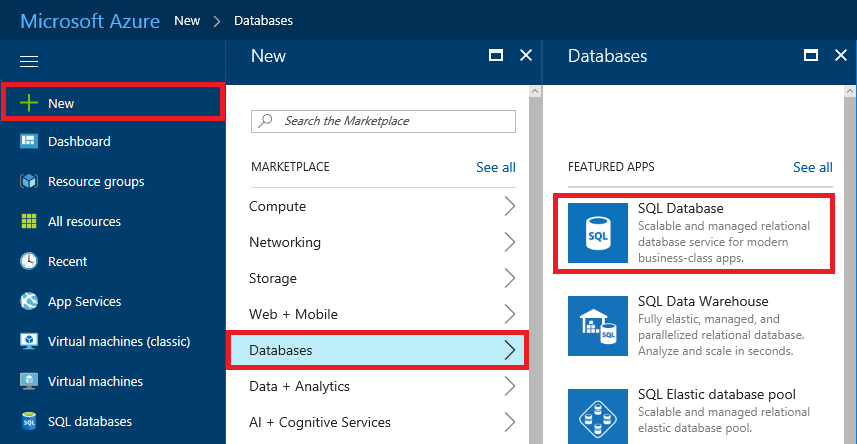 Microsoft Azure New > Databases
New
Dashboard
Resource groups
All resources
Recent
App Services
Virtual machines (classic)
Virtual machines
SQL databases
New
Search the Marketplace
MARKETPLACE See all
Compute
Networking
Storage
Web + Mobile
Databases
Data + Analytics
AI + Cognitive Services
Databases
FEATURED APPS See all
SQL
SQL Database
Scalable and managed relational
database service for modern
business-class apps.
SQL
SQL Data Warehouse
Fully elastic, managed, and
parallelized relational database.
Analyze and scale in seconds.
SQL Elastic database pool
Scalable and managed relational
elastic database pool.